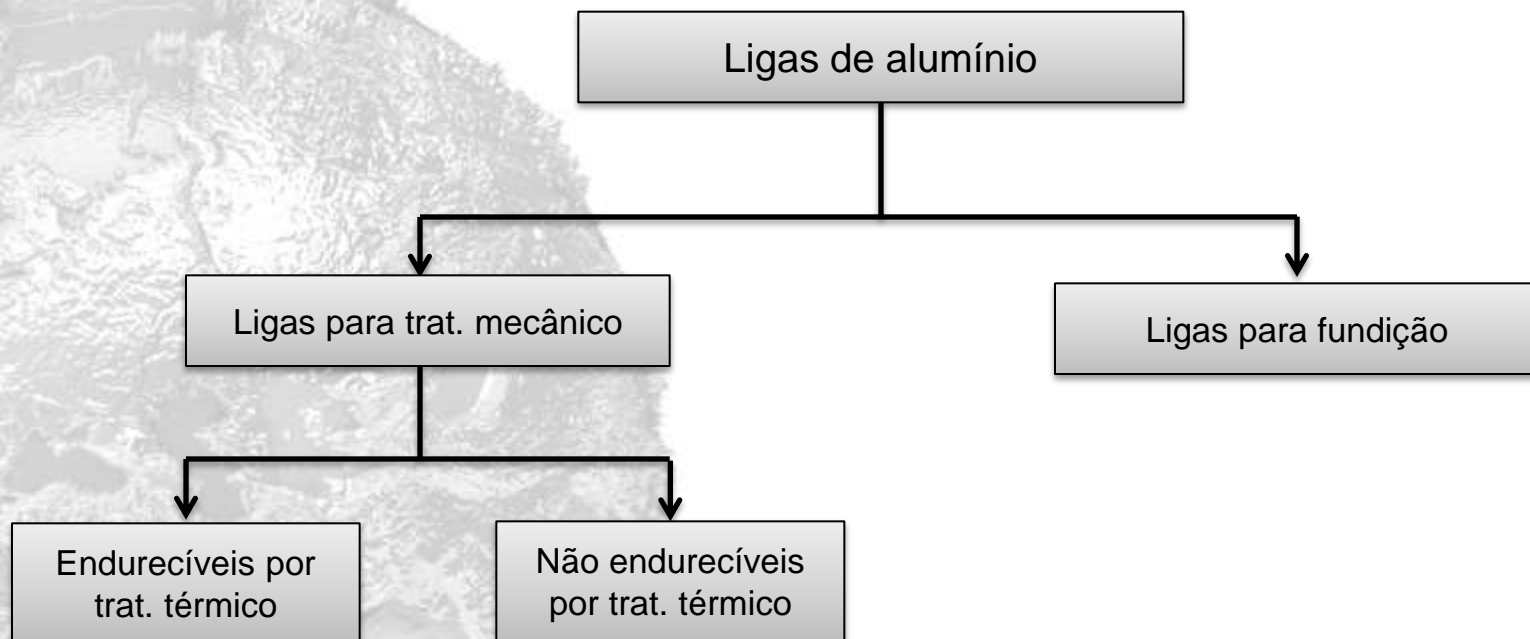 Ligas de alumínio
Ligas para trat. mecânico
Ligas para fundição
Endurecíveis por
trat. térmico
Não endurecíveis
por trat. térmico